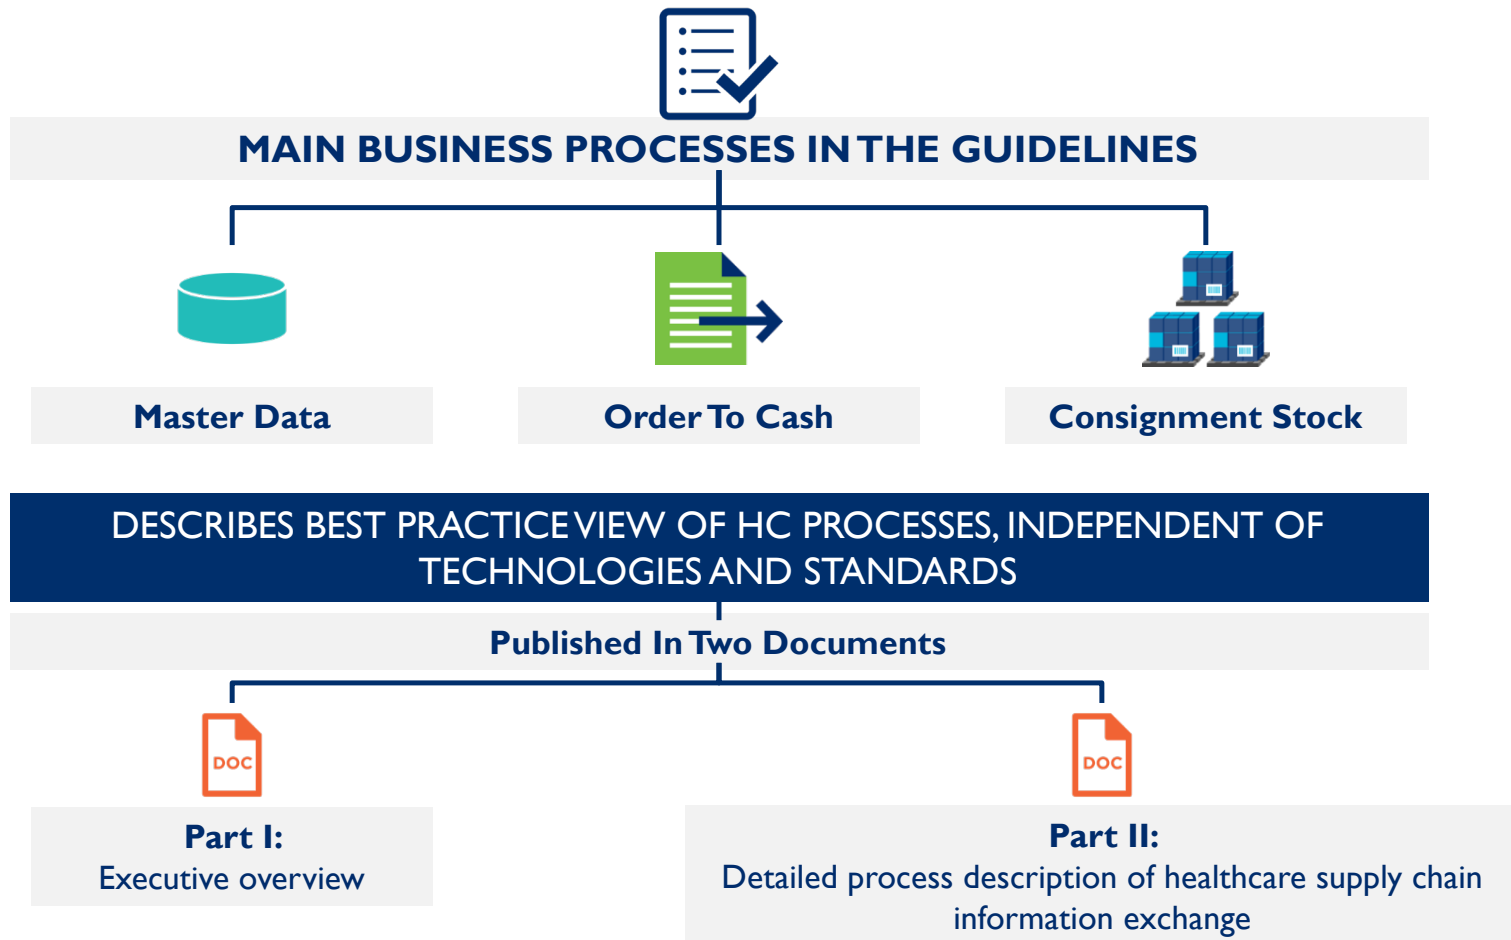 MAIN BUSINESS PROCESSES IN THE GUIDELINES
Master Data
Order To Cash
Consignment Stock
DESCRIBES BEST PRACTICE VIEW OF HC PROCESSES, INDEPENDENT OF
TECHNOLOGIES AND STANDARDS
Published In Two Documents
DOC
DOC
Part I:
Executive overview
Part II:
Detailed process description of healthcare supply chain
information exchange